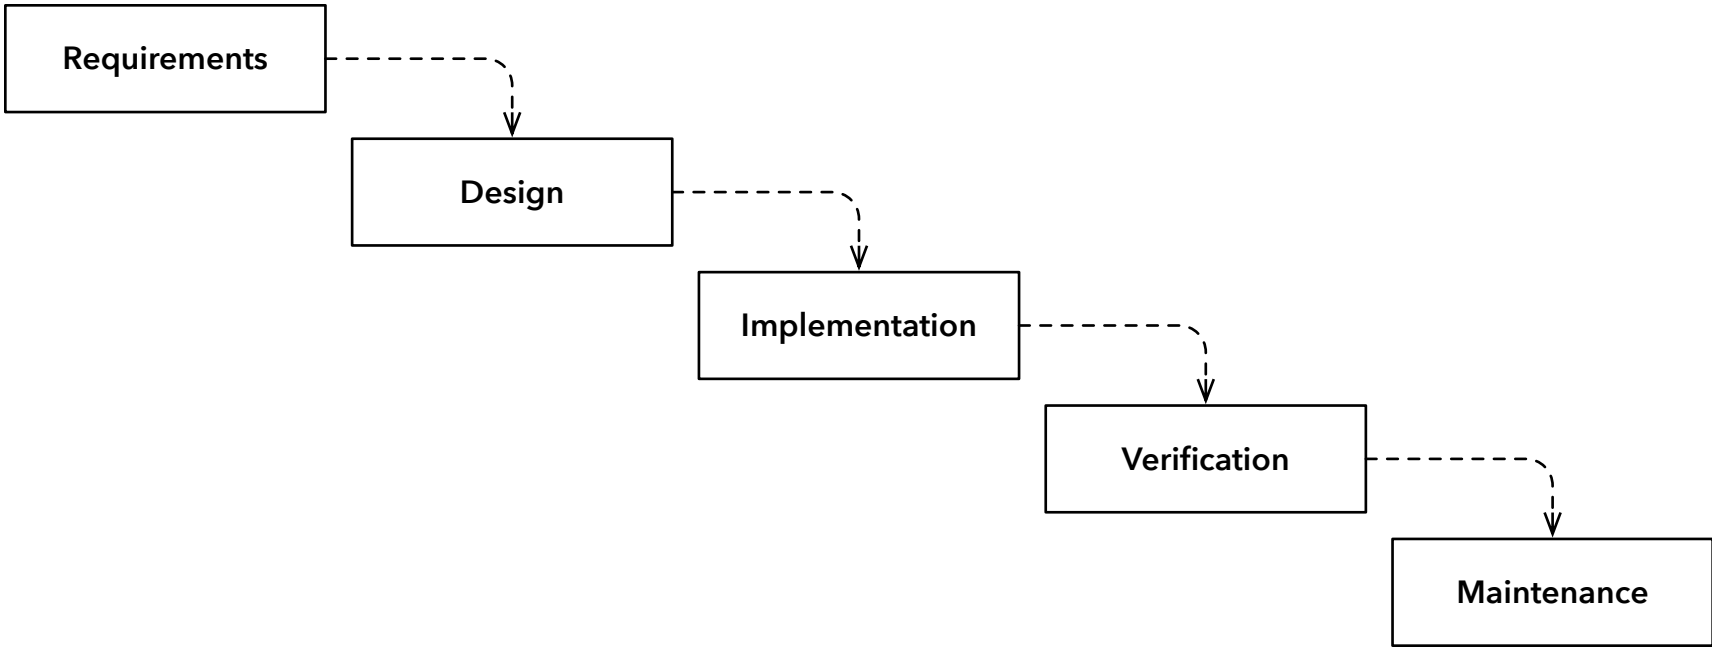 Requirements
Design
Implementation
Verification
Maintenance